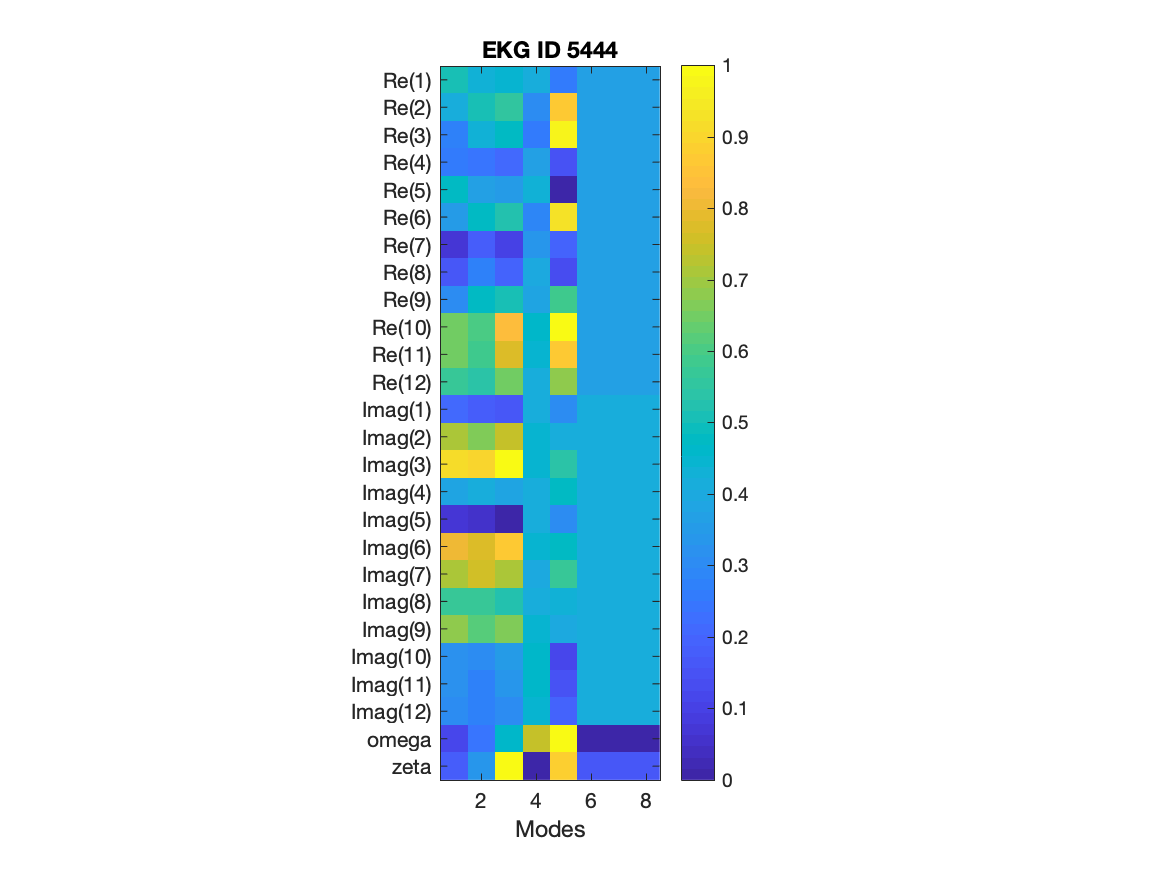 EKG ID 5444
Re(1)
Re(2)
Re(3)
Re(4)
Re(5)
Re(6)
Re(7)
Re(8)
Re(9)
Re(10)
Re(11)
Re(12)
Imag(1)
Imag(2)
Imag(3)
Imag(4)
Imag(5)
Imag(6)
Imag(7)
Imag(8)
Imag(9)
Imag(10)
Imag(11)
Imag(12)
omega
zeta
2 4 6 8
Modes
1
0.9
0.8
0.7
0.6
0.5
0.4
0.3
0.2
0.1
0